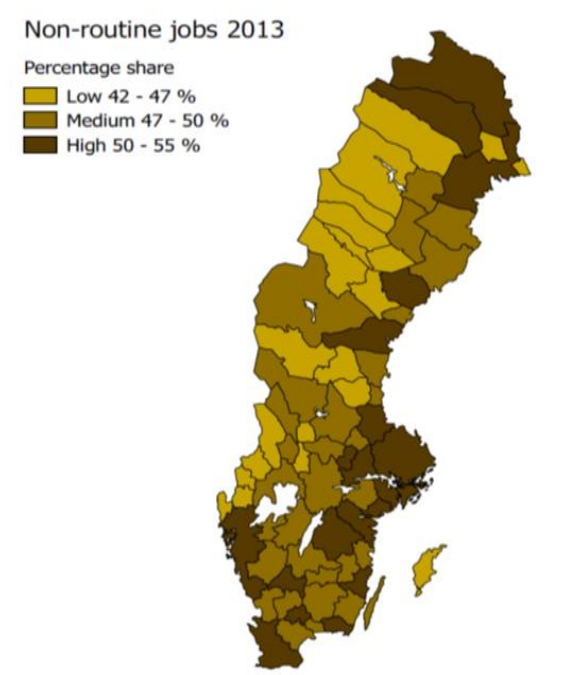 Non-routine jobs 2013
Percentage share
Low 42 - 47 %
Medium 47 - 50 %
High 50 - 55 %